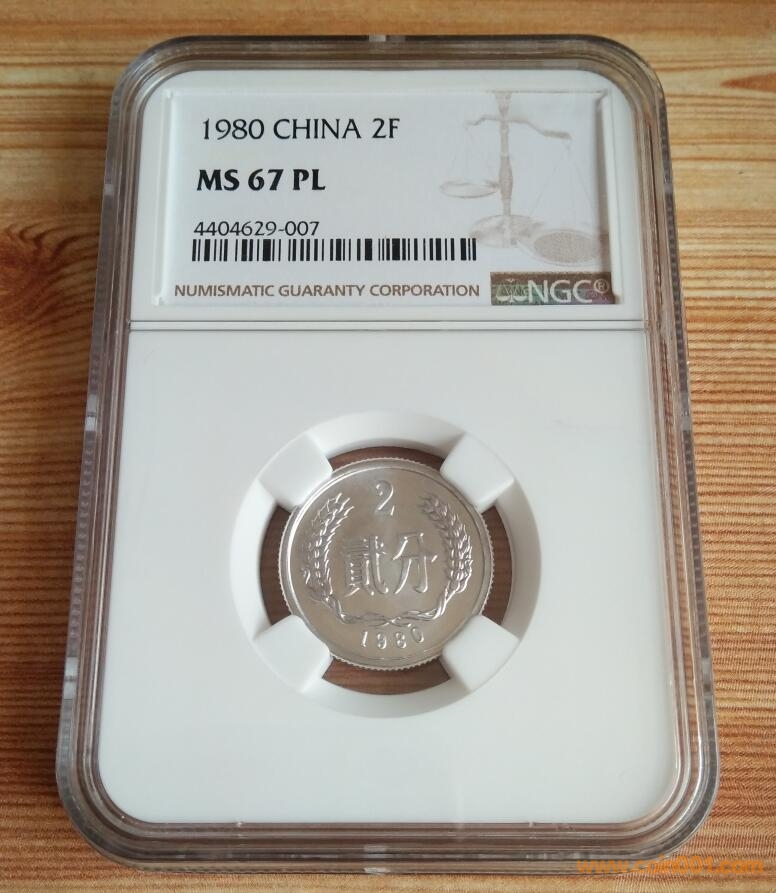 1980 CHINA 2F
MS 67 PL
4404629-007
NUMISMATIC GUARANTY CORPORATION
NGC®
2
贰分
1980